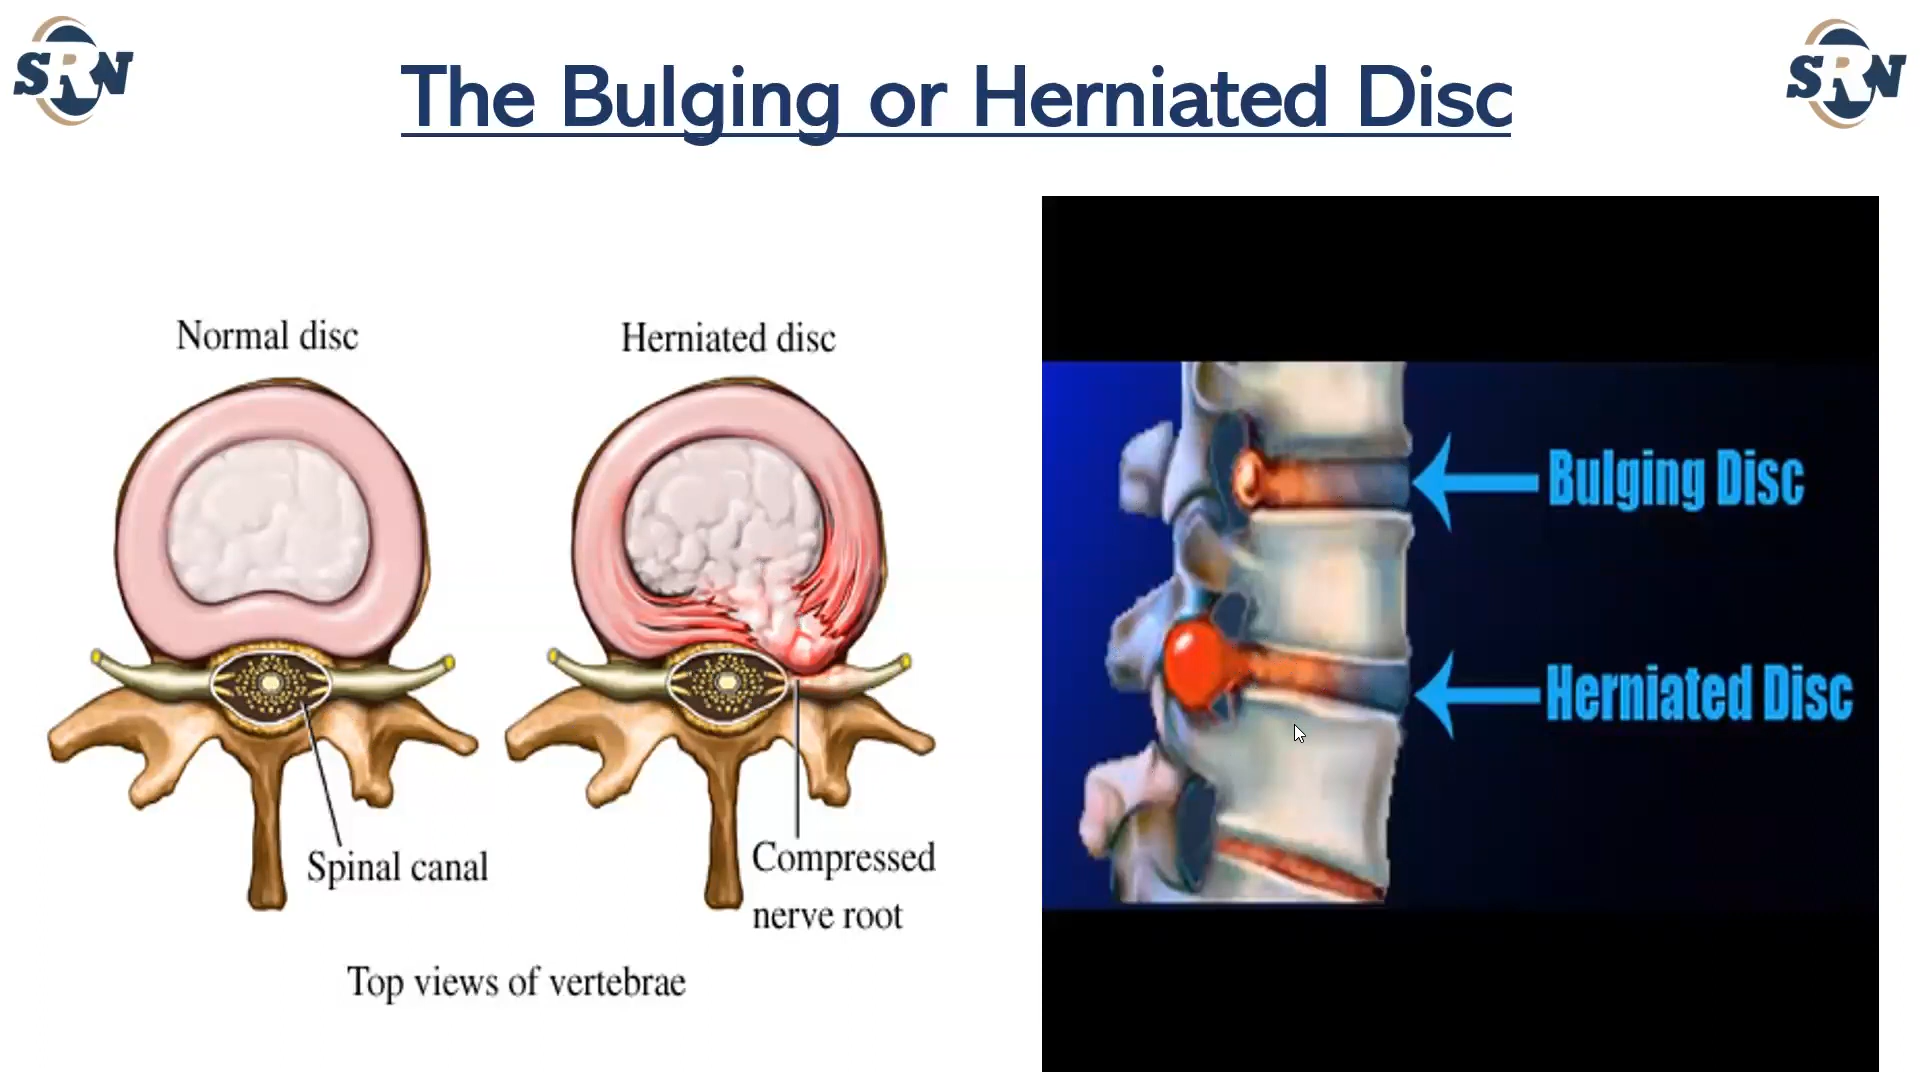 SRN
The Bulging or Herniated Disc
SRN
Normal disc
Herniated disc
Spinal canal
Compressed
nerve root
Top views of vertebrae
Bulging Disc
Herniated Disc